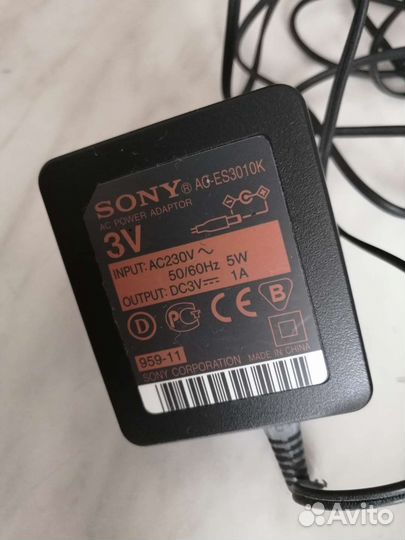 SONY® AC-ES3010K
AC POWER ADAPTOR
3V
INPUT: AC230V~
50/60Hz 5W
OUTPUT: DC3V⎓ 1A
D PC CE B
959-11
SONY CORPORATION MADE IN CHINA
Avito